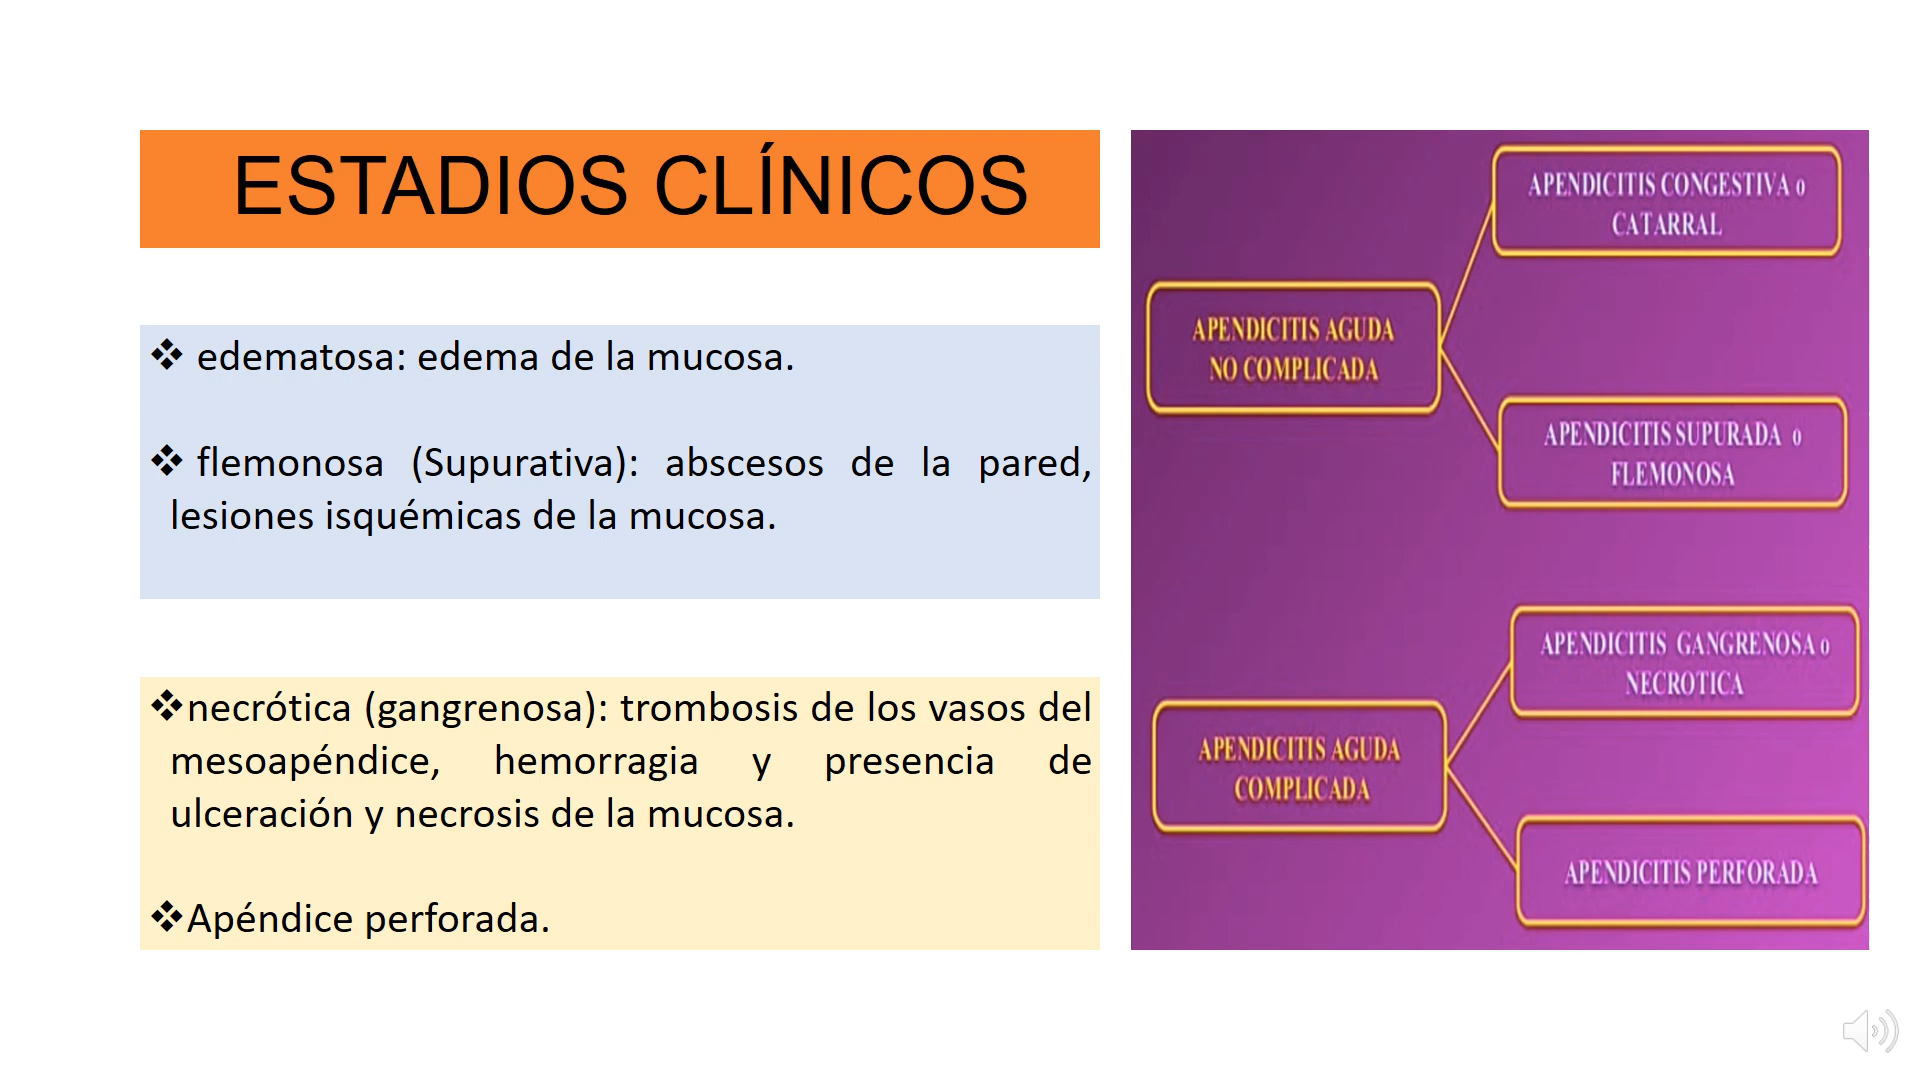 ESTADIOS CLÍNICOS
❖ edematosa: edema de la mucosa.
❖ flemonosa (Supurativa): abscesos de la pared,
lesiones isquémicas de la mucosa.
❖necrótica (gangrenosa): trombosis de los vasos del
mesoapéndice, hemorragia y presencia de
ulceración y necrosis de la mucosa.
❖Apéndice perforada.
APENDICITIS AGUDA
NO COMPLICADA
APENDICITIS CONGESTIVA o
CATARRAL
APENDICITIS SUPURADA o
FLEMONOSA
APENDICITIS AGUDA
COMPLICADA
APENDICITIS GANGRENOSA o
NECROTICA
APENDICITIS PERFORADA